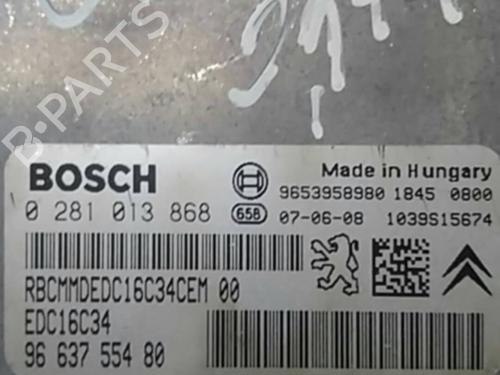 B-PARTS
BOSCH
Made in Hungary
9653958980 1845 0800
0 281 013 868
658
07-06-08 1039S15674
RBCMMDEDC16C34CEM 00
EDC16C34
96 637 554 80